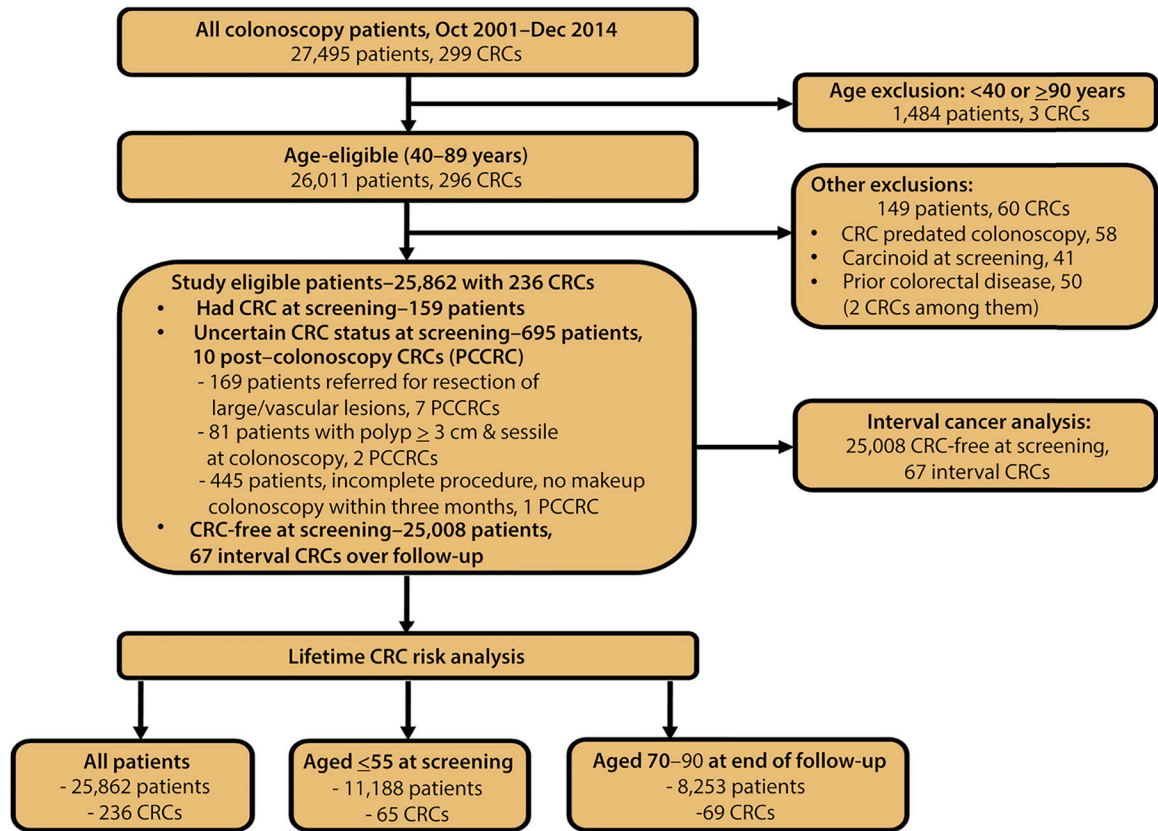 All colonoscopy patients, Oct 2001–Dec 2014
27,495 patients, 299 CRCs
Age exclusion: <40 or ≥90 years
1,484 patients, 3 CRCs
Age-eligible (40–89 years)
26,011 patients, 296 CRCs
Other exclusions:
149 patients, 60 CRCs
• CRC predated colonoscopy, 58
• Carcinoid at screening, 41
• Prior colorectal disease, 50
(2 CRCs among them)
Study eligible patients–25,862 with 236 CRCs
• Had CRC at screening–159 patients
• Uncertain CRC status at screening–695 patients,
10 post–colonoscopy CRCs (PCCRC)
- 169 patients referred for resection of
large/vascular lesions, 7 PCCRCs
- 81 patients with polyp ≥ 3 cm & sessile
at colonoscopy, 2 PCCRCs
- 445 patients, incomplete procedure, no makeup
colonoscopy within three months, 1 PCCRC
• CRC-free at screening–25,008 patients,
67 interval CRCs over follow-up
Interval cancer analysis:
25,008 CRC-free at screening,
67 interval CRCs
Lifetime CRC risk analysis
All patients
- 25,862 patients
- 236 CRCs
Aged ≤55 at screening
- 11,188 patients
- 65 CRCs
Aged 70–90 at end of follow-up
- 8,253 patients
-69 CRCs